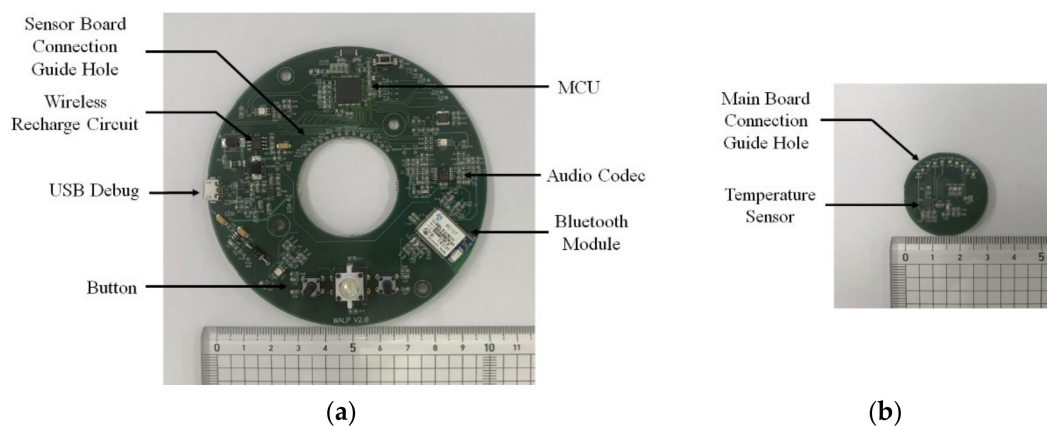 Sensor Board
Connection
Guide Hole
Wireless
Recharge Circuit
USB Debug
Button
MCU
Audio Codec
Bluetooth
Module
WALP V2.0
0 1 2 3 4 5 6 7 8 9 10 11
(a)
Main Board
Connection
Guide Hole
Temperature
Sensor
0 1 2 3 4 5
(b)